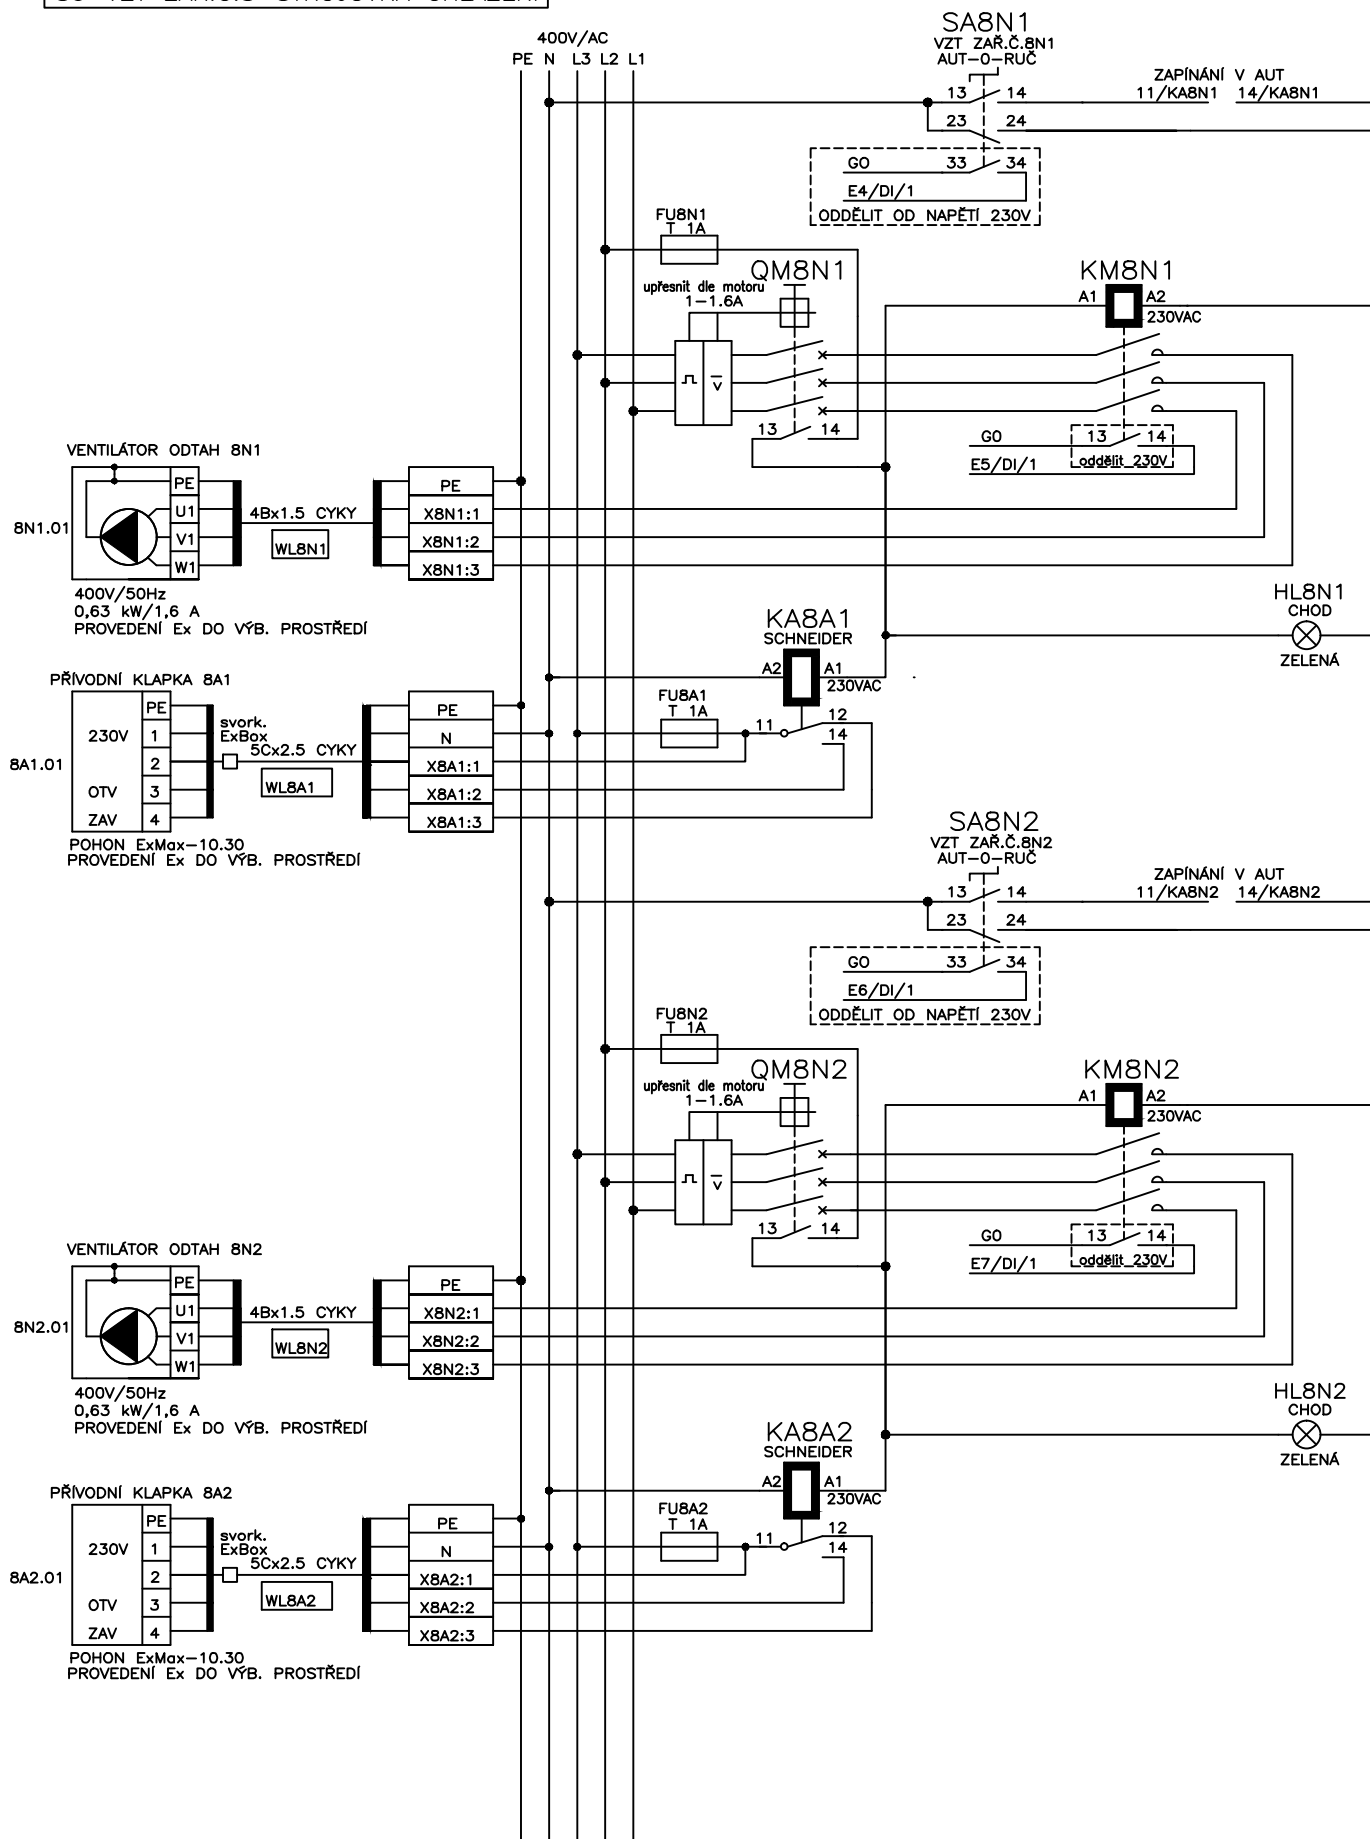 400V/AC
PE N L3 L2 L1
SA8N1
VZT ZAŘ.Č.8N1
AUT-0-RUČ
13 14
23 24
ZAPÍNÁNÍ V AUT
11/KA8N1 14/KA8N1
G0 33 34
E4/DI/1
ODDĚLIT OD NAPĚTÍ 230V
FU8N1
T 1A
QM8N1
upřesnit dle motoru
1-1.6A
KM8N1
A1 A2
230VAC
13 14
G0 13 14
E5/DI/1 oddělit 230V
VENTILÁTOR ODTAH 8N1
8N1.01
PE
U1
V1
W1
4Bx1.5 CYKY
WL8N1
PE
X8N1:1
X8N1:2
X8N1:3
400V/50Hz
0,63 kW/1,6 A
PROVEDENÍ Ex DO VÝB. PROSTŘEDÍ
HL8N1
CHOD
ZELENÁ
KA8A1
SCHNEIDER
A2 A1
230VAC
FU8A1
T 1A
11 12
14
PŘÍVODNÍ KLAPKA 8A1
8A1.01
PE
230V 1
2
OTV 3
ZAV 4
svork.
ExBox
5Cx2.5 CYKY
WL8A1
PE
N
X8A1:1
X8A1:2
X8A1:3
POHON ExMax-10.30
PROVEDENÍ Ex DO VÝB. PROSTŘEDÍ
SA8N2
VZT ZAŘ.Č.8N2
AUT-0-RUČ
13 14
23 24
ZAPÍNÁNÍ V AUT
11/KA8N2 14/KA8N2
G0 33 34
E6/DI/1
ODDĚLIT OD NAPĚTÍ 230V
FU8N2
T 1A
QM8N2
upřesnit dle motoru
1-1.6A
KM8N2
A1 A2
230VAC
13 14
G0 13 14
E7/DI/1 oddělit 230V
VENTILÁTOR ODTAH 8N2
8N2.01
PE
U1
V1
W1
4Bx1.5 CYKY
WL8N2
PE
X8N2:1
X8N2:2
X8N2:3
400V/50Hz
0,63 kW/1,6 A
PROVEDENÍ Ex DO VÝB. PROSTŘEDÍ
HL8N2
CHOD
ZELENÁ
KA8A2
SCHNEIDER
A2 A1
230VAC
FU8A2
T 1A
11 12
14
PŘÍVODNÍ KLAPKA 8A2
8A2.01
PE
230V 1
2
OTV 3
ZAV 4
svork.
ExBox
5Cx2.5 CYKY
WL8A2
PE
N
X8A2:1
X8A2:2
X8A2:3
POHON ExMax-10.30
PROVEDENÍ Ex DO VÝB. PROSTŘEDÍ